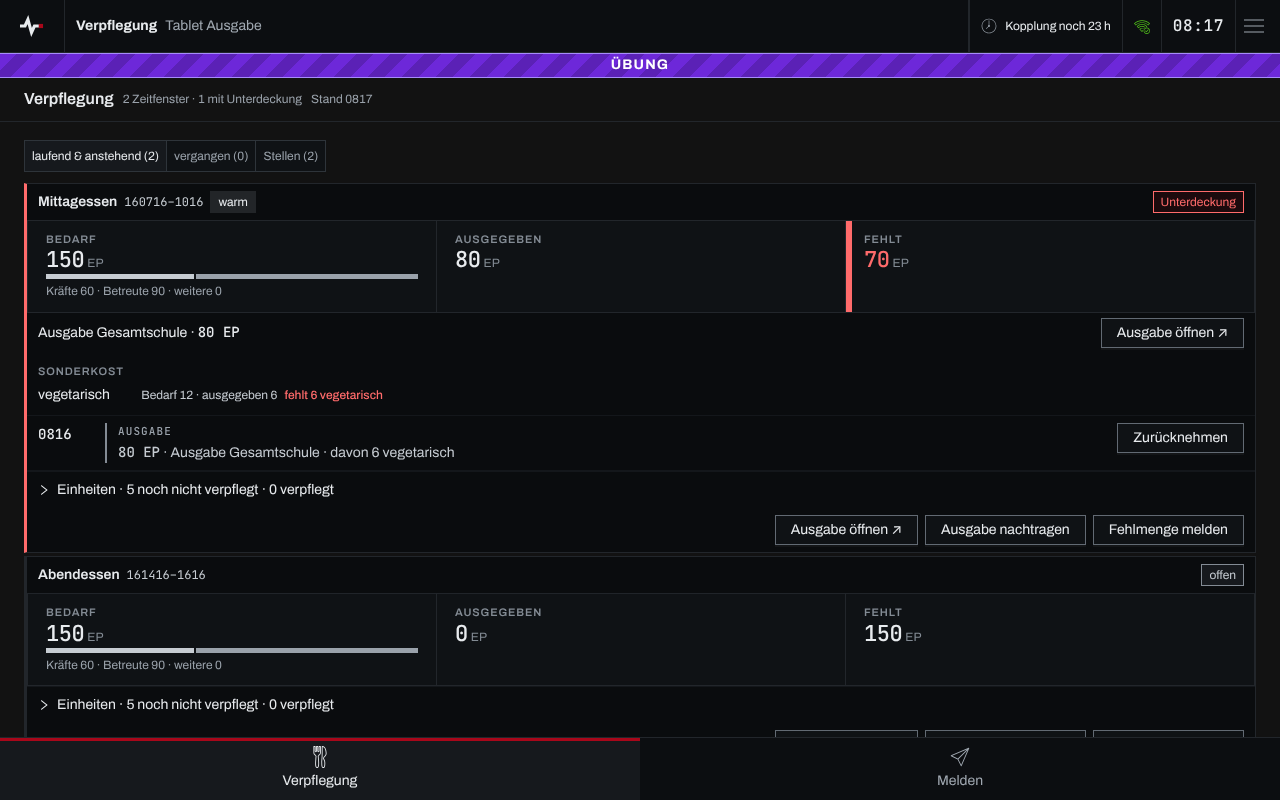 Verpflegung Tablet Ausgabe
Kopplung noch 23 h
08:17
ÜBUNG
Verpflegung 2 Zeitfenster · 1 mit Unterdeckung Stand 0817
laufend & anstehend (2) vergangen (0) Stellen (2)
Mittagessen 160716–1016 warm Unterdeckung
BEDARF AUSGEGEBEN FEHLT
150 EP 80 EP 70 EP
Kräfte 60 · Betreute 90 · weitere 0
Ausgabe Gesamtschule · 80 EP Ausgabe öffnen ↗
SONDERKOST
vegetarisch Bedarf 12 · ausgegeben 6 fehlt 6 vegetarisch
0816 AUSGABE
80 EP · Ausgabe Gesamtschule · davon 6 vegetarisch Zurücknehmen
Einheiten · 5 noch nicht verpflegt · 0 verpflegt
Ausgabe öffnen ↗ Ausgabe nachtragen Fehlmenge melden
Abendessen 161416–1616 offen
BEDARF AUSGEGEBEN FEHLT
150 EP 0 EP 150 EP
Kräfte 60 · Betreute 90 · weitere 0
Einheiten · 5 noch nicht verpflegt · 0 verpflegt
Verpflegung Melden